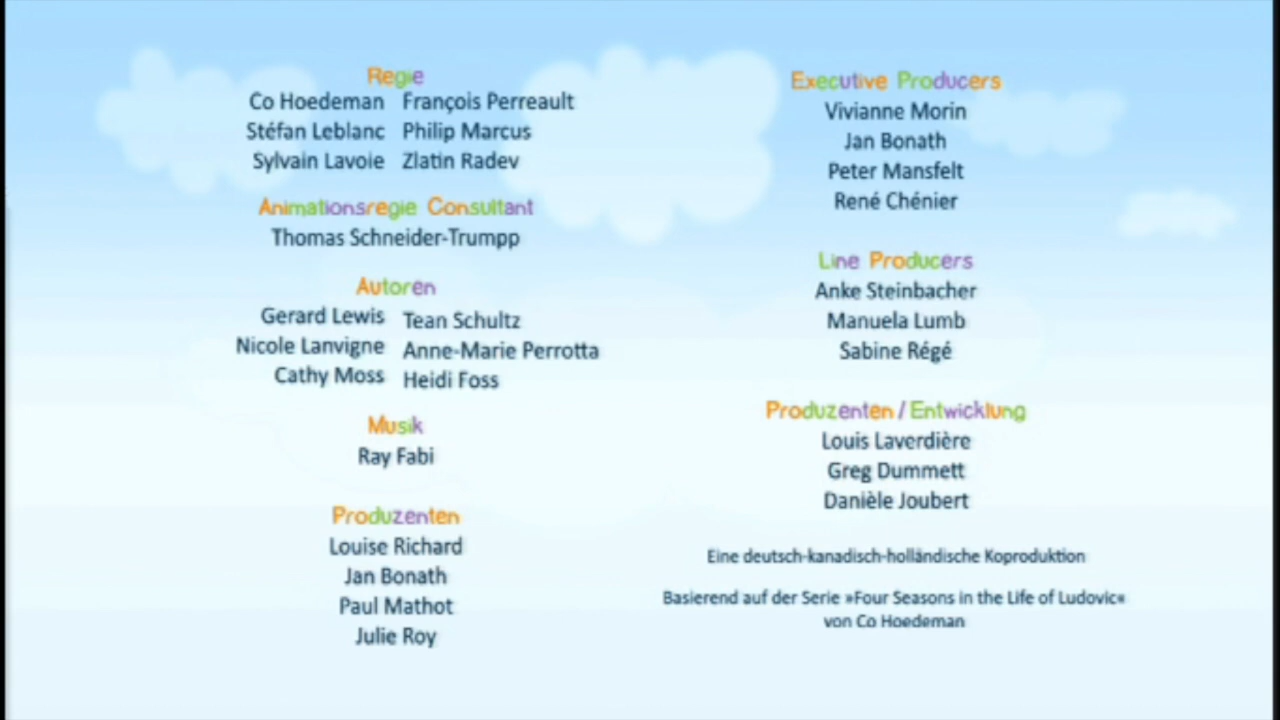 Regie
Co Hoedeman François Perreault
Stéfan Leblanc Philip Marcus
Sylvain Lavoie Zlatin Radev
Animationsregie Consultant
Thomas Schneider-Trumpp
Autoren
Gerard Lewis Tean Schultz
Nicole Lanvigne Anne-Marie Perrotta
Cathy Moss Heidi Foss
Musik
Ray Fabi
Produzenten
Louise Richard
Jan Bonath
Paul Mathot
Julie Roy
Executive Producers
Vivianne Morin
Jan Bonath
Peter Mansfelt
René Chénier
Line Producers
Anke Steinbacher
Manuela Lumb
Sabine Régé
Produzenten / Entwicklung
Louis Laverdière
Greg Dummett
Danièle Joubert
Eine deutsch-kanadisch-holländische Koproduktion
Basierend auf der Serie »Four Seasons in the Life of Ludovic«
von Co Hoedeman